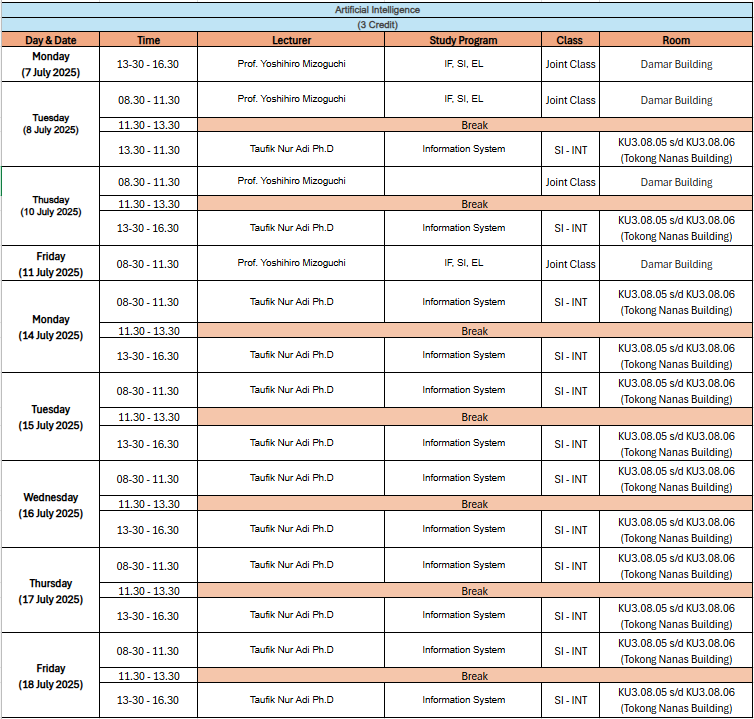 Artificial Intelligence
(3 Credit)
Day & Date Time Lecturer Study Program Class Room
Monday
(7 July 2025)
13-30 - 16.30 Prof. Yoshihiro Mizoguchi IF, SI, EL Joint Class Damar Building
Tuesday
(8 July 2025)
08.30 - 11.30 Prof. Yoshihiro Mizoguchi IF, SI, EL Joint Class Damar Building
11.30 - 13.30 Break
13.30 - 11.30 Taufik Nur Adi Ph.D Information System SI - INT KU3.08.05 s/d KU3.08.06
(Tokong Nanas Building)
Thusday
(10 July 2025)
08.30 - 11.30 Prof. Yoshihiro Mizoguchi Joint Class Damar Building
11.30 - 13.30 Break
13-30 - 16.30 Taufik Nur Adi Ph.D Information System SI - INT KU3.08.05 s/d KU3.08.06
(Tokong Nanas Building)
Friday
(11 July 2025)
08-30 - 11.30 Prof. Yoshihiro Mizoguchi IF, SI, EL Joint Class Damar Building
Monday
(14 July 2025)
08-30 - 11.30 Taufik Nur Adi Ph.D Information System SI - INT KU3.08.05 s/d KU3.08.06
(Tokong Nanas Building)
11.30 - 13.30 Break
13-30 - 16.30 Taufik Nur Adi Ph.D Information System SI - INT KU3.08.05 s/d KU3.08.06
(Tokong Nanas Building)
Tuesday
(15 July 2025)
08-30 - 11.30 Taufik Nur Adi Ph.D Information System SI - INT KU3.08.05 s/d KU3.08.06
(Tokong Nanas Building)
11.30 - 13.30 Break
13-30 - 16.30 Taufik Nur Adi Ph.D Information System SI - INT KU3.08.05 s/d KU3.08.06
(Tokong Nanas Building)
Wednesday
(16 July 2025)
08-30 - 11.30 Taufik Nur Adi Ph.D Information System SI - INT KU3.08.05 s/d KU3.08.06
(Tokong Nanas Building)
11.30 - 13.30 Break
13-30 - 16.30 Taufik Nur Adi Ph.D Information System SI - INT KU3.08.05 s/d KU3.08.06
(Tokong Nanas Building)
Thursday
(17 July 2025)
08-30 - 11.30 Taufik Nur Adi Ph.D Information System SI - INT KU3.08.05 s/d KU3.08.06
(Tokong Nanas Building)
11.30 - 13.30 Break
13-30 - 16.30 Taufik Nur Adi Ph.D Information System SI - INT KU3.08.05 s/d KU3.08.06
(Tokong Nanas Building)
Friday
(18 July 2025)
08-30 - 11.30 Taufik Nur Adi Ph.D Information System SI - INT KU3.08.05 s/d KU3.08.06
(Tokong Nanas Building)
11.30 - 13.30 Break
13-30 - 16.30 Taufik Nur Adi Ph.D Information System SI - INT KU3.08.05 s/d KU3.08.06
(Tokong Nanas Building)